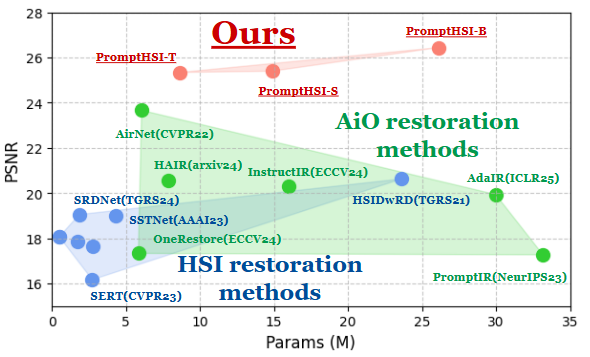 28
26
24
22
20
18
16
PSNR
Ours
PromptHSI-B
PromptHSI-T
PromptHSI-S
AiO restoration
methods
AirNet(CVPR22)
HAIR(arxiv24)
InstructIR(ECCV24)
AdaIR(ICLR25)
SRDNet(TGRS24)
HSIDwRD(TGRS21)
SSTNet(AAAI23)
OneRestore(ECCV24)
HSI restoration
methods
PromptIR(NeurIPS23)
SERT(CVPR23)
0 5 10 15 20 25 30 35
Params (M)